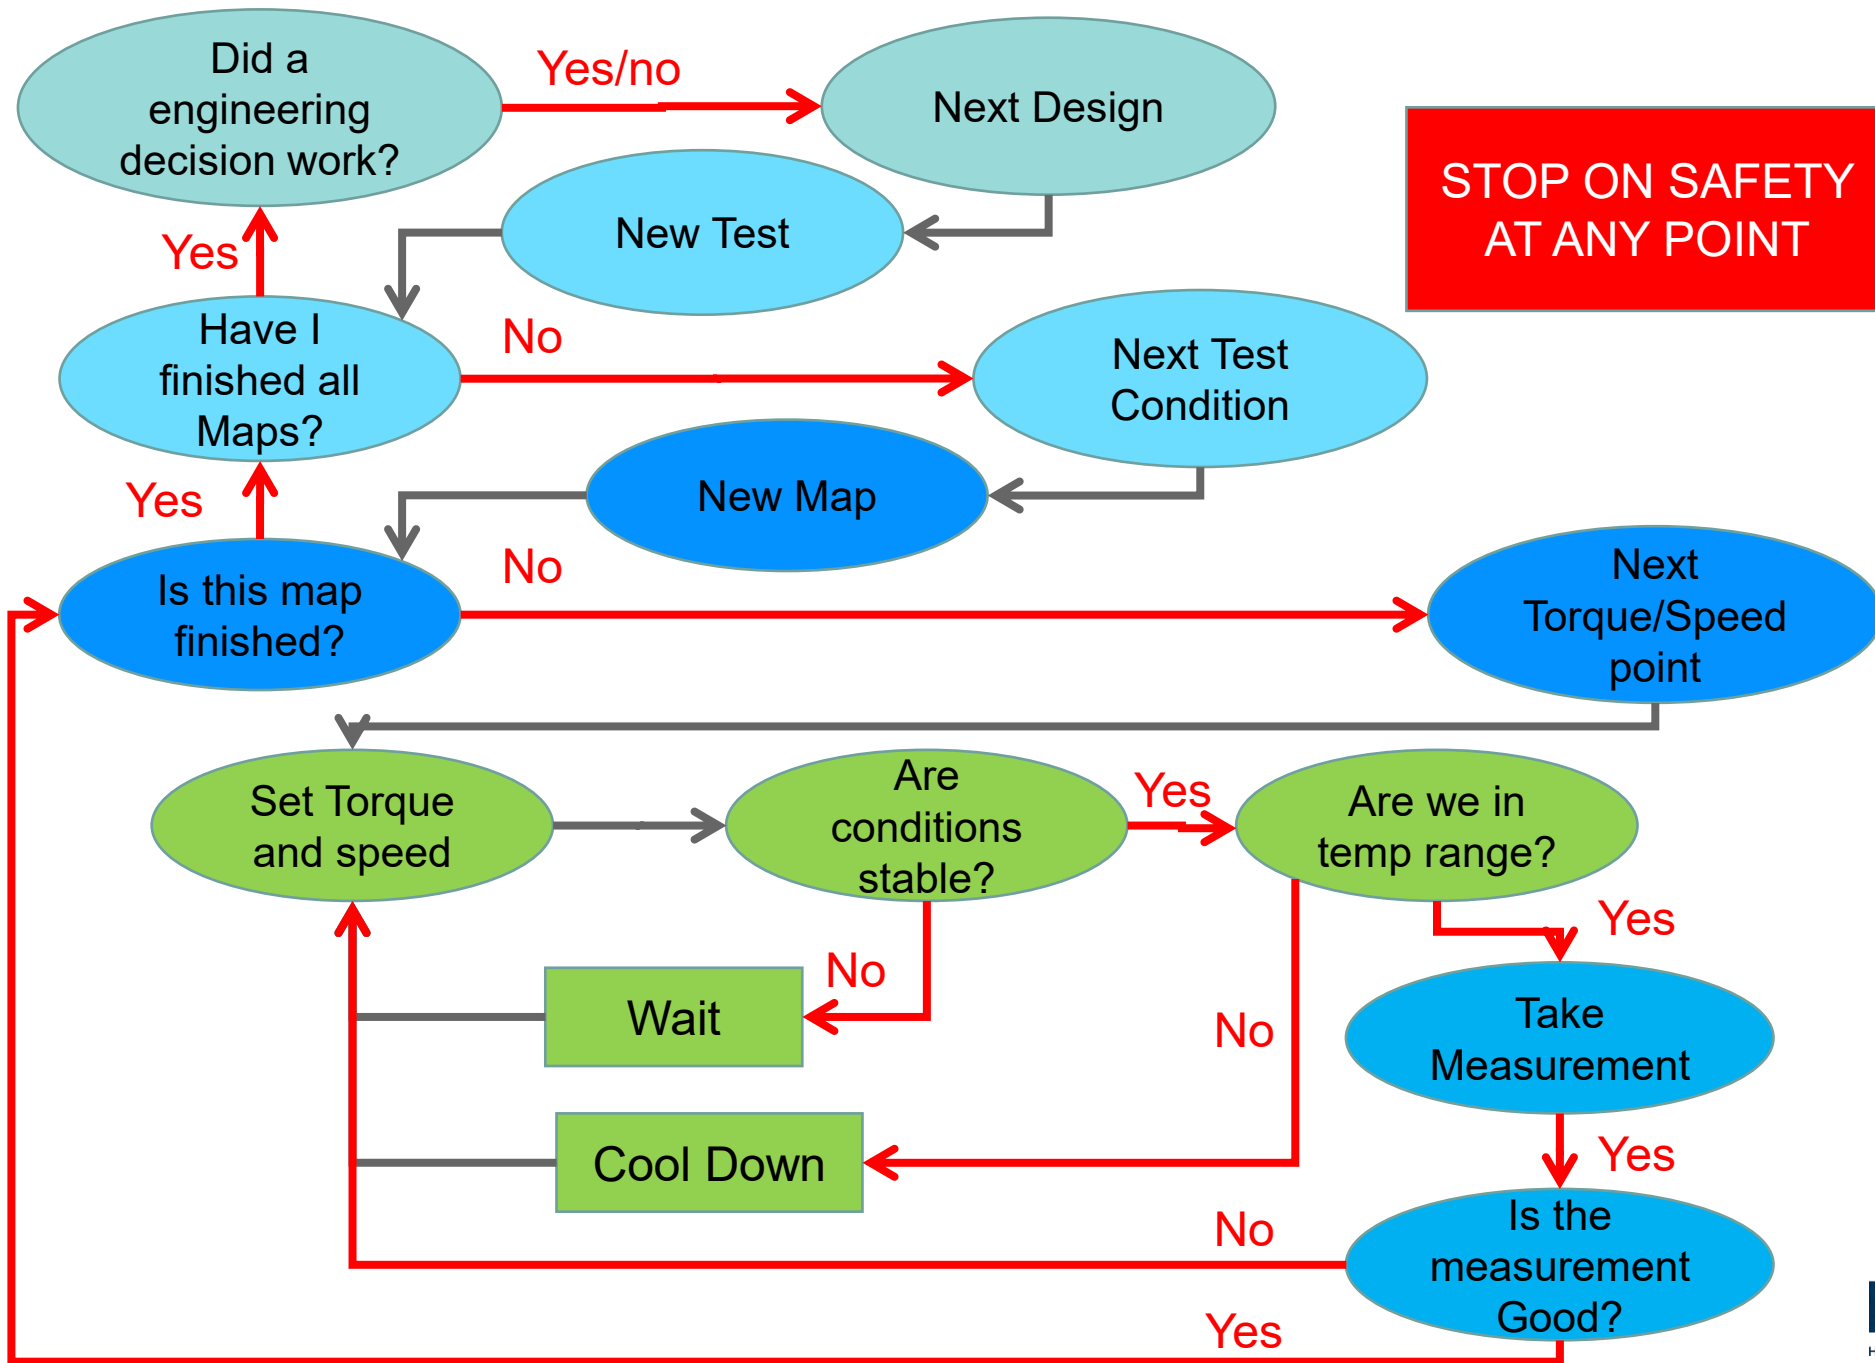 Did a
engineering
decision work?
Yes/no
Next Design
STOP ON SAFETY
AT ANY POINT
New Test
Yes
Have I
finished all
Maps?
No
Next Test
Condition
New Map
Yes
Is this map
finished?
No
Next
Torque/Speed
point
Set Torque
and speed
Are
conditions
stable?
Yes
Are we in
temp range?
Yes
No
Wait
No
Take
Measurement
Cool Down
Yes
No
Is the
measurement
Good?
Yes